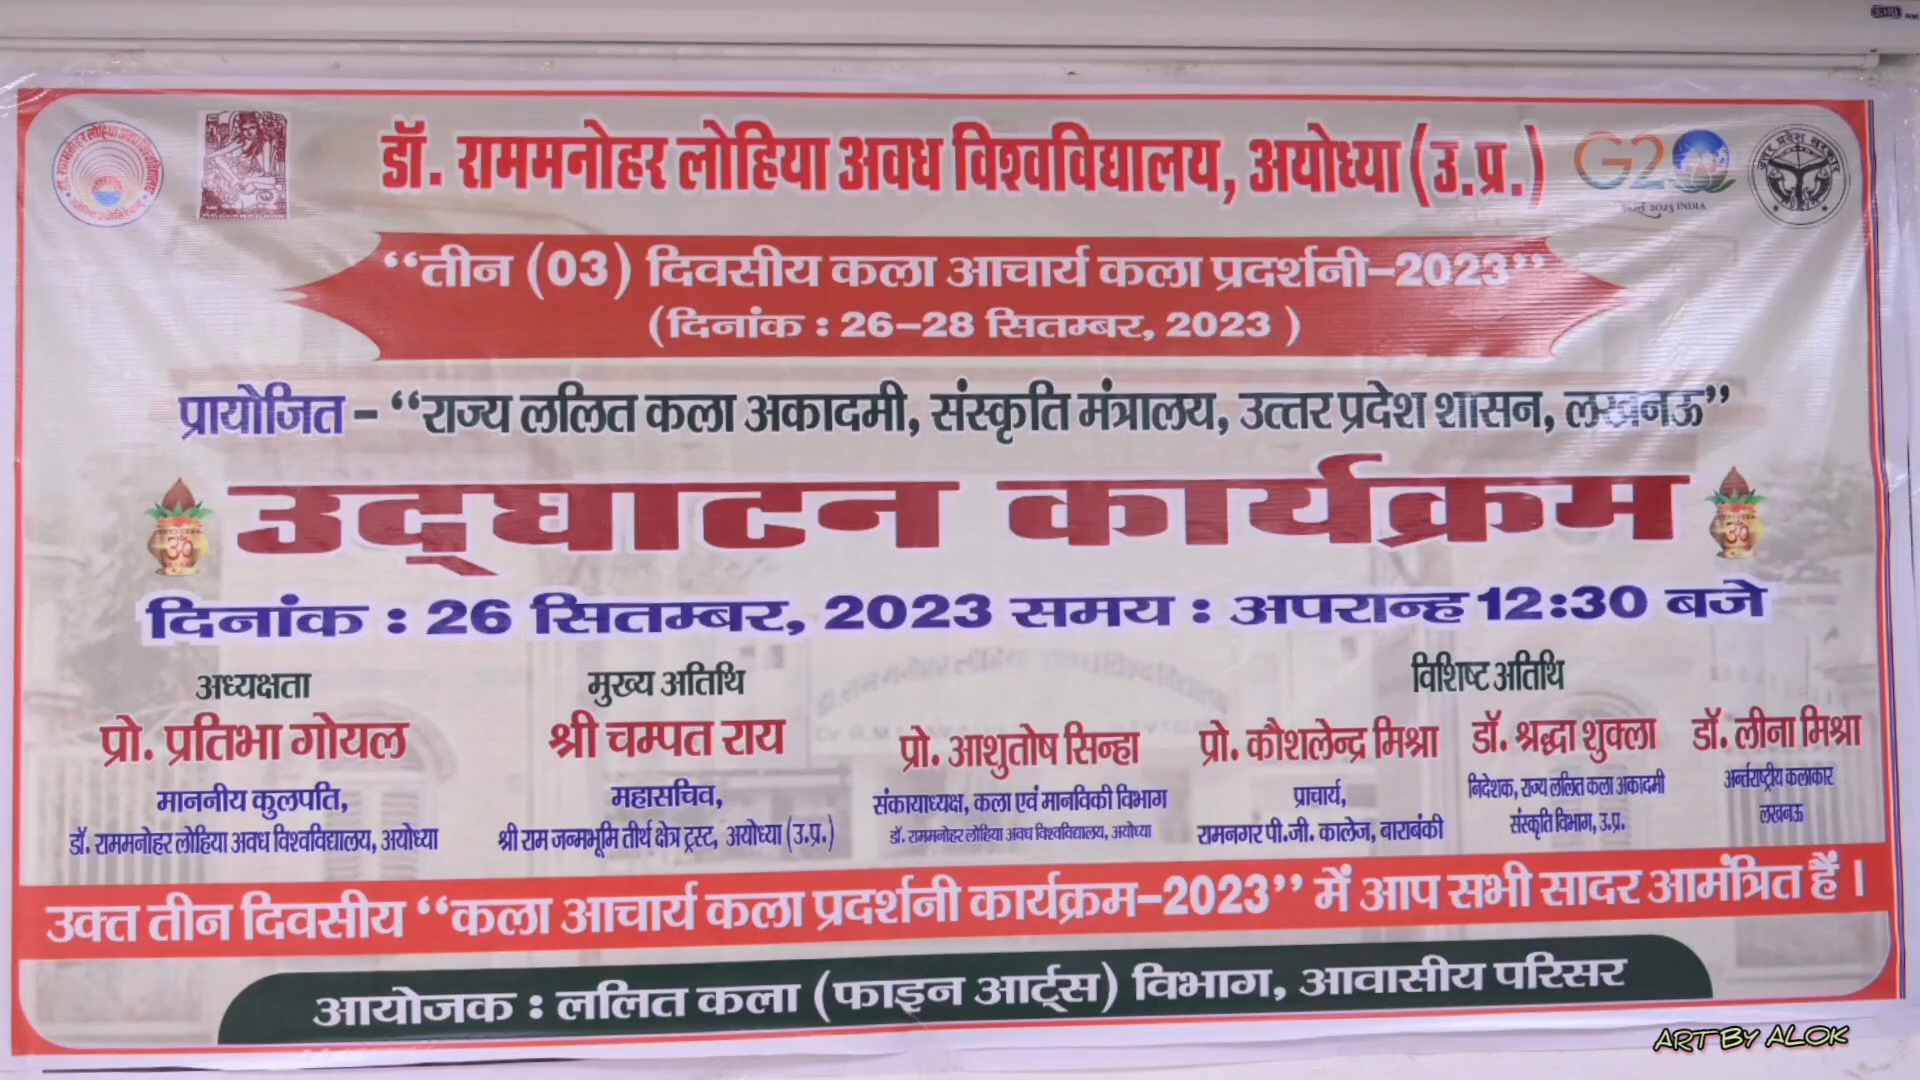 डॉ. राममनोहर लोहिया अवध विश्वविद्यालय, अयोध्या (उ.प्र.)
G20
2023 INDIA
उत्तर प्रदेश सरकार
“तीन (03) दिवसीय कला आचार्य कला प्रदर्शनी–2023”
(दिनांक : 26–28 सितम्बर, 2023 )
प्रायोजित – “राज्य ललित कला अकादमी, संस्कृति मंत्रालय, उत्तर प्रदेश शासन, लखनऊ”
उद्घाटन कार्यक्रम
ॐ
ॐ
दिनांक : 26 सितम्बर, 2023 समय : अपरान्ह 12:30 बजे
अध्यक्षता
प्रो. प्रतिभा गोयल
माननीय कुलपति,
डॉ. राममनोहर लोहिया अवध विश्वविद्यालय, अयोध्या
मुख्य अतिथि
श्री चम्पत राय
महासचिव,
श्री राम जन्मभूमि तीर्थ क्षेत्र ट्रस्ट, अयोध्या (उ.प्र.)
विशिष्ट अतिथि
प्रो. आशुतोष सिन्हा
संकायाध्यक्ष, कला एवं मानविकी विभाग
डॉ. राममनोहर लोहिया अवध विश्वविद्यालय, अयोध्या
प्रो. कौशलेन्द्र मिश्रा
प्राचार्य,
रामनगर पी.जी. कालेज, बाराबंकी
डॉ. श्रद्धा शुक्ला
निदेशक, राज्य ललित कला अकादमी
संस्कृति विभाग, उ.प्र.
डॉ. लीना मिश्रा
अर्न्तराष्ट्रीय कलाकार
लखनऊ
उक्त तीन दिवसीय “कला आचार्य कला प्रदर्शनी कार्यक्रम–2023” में आप सभी सादर आमंत्रित हैं ।
आयोजक : ललित कला (फाइन आर्ट्स) विभाग, आवासीय परिसर
ART BY ALOK